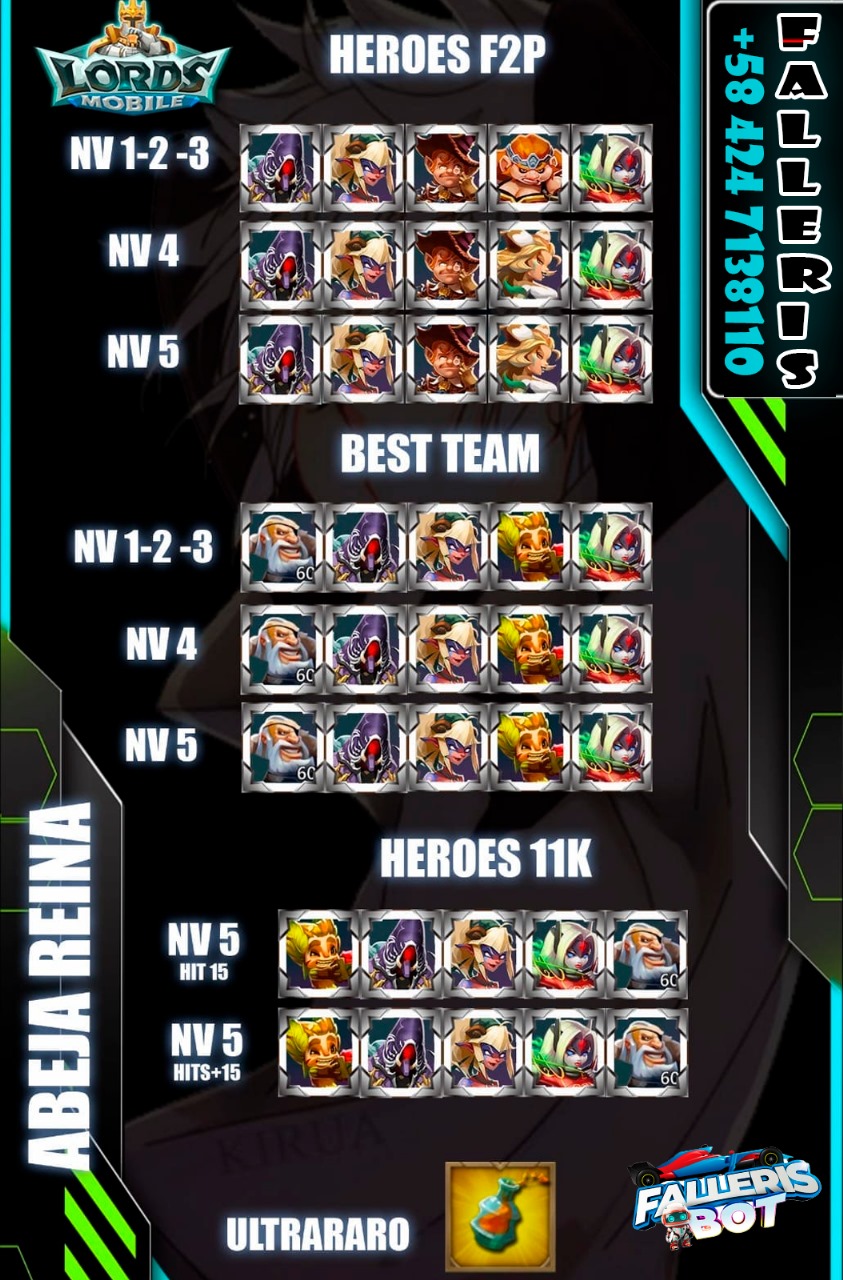 LORDS
MOBILE
HEROES F2P
FALLERIS
+58 424 7138110
NV 1-2 -3
NV 4
NV 5
BEST TEAM
NV 1-2 -3
60
NV 4
60
NV 5
60
ABEJA REINA
HEROES 11K
NV 5
HIT 15
60
NV 5
HITS+15
60
KIRUA
ULTRARARO
FALLERIS
BOT